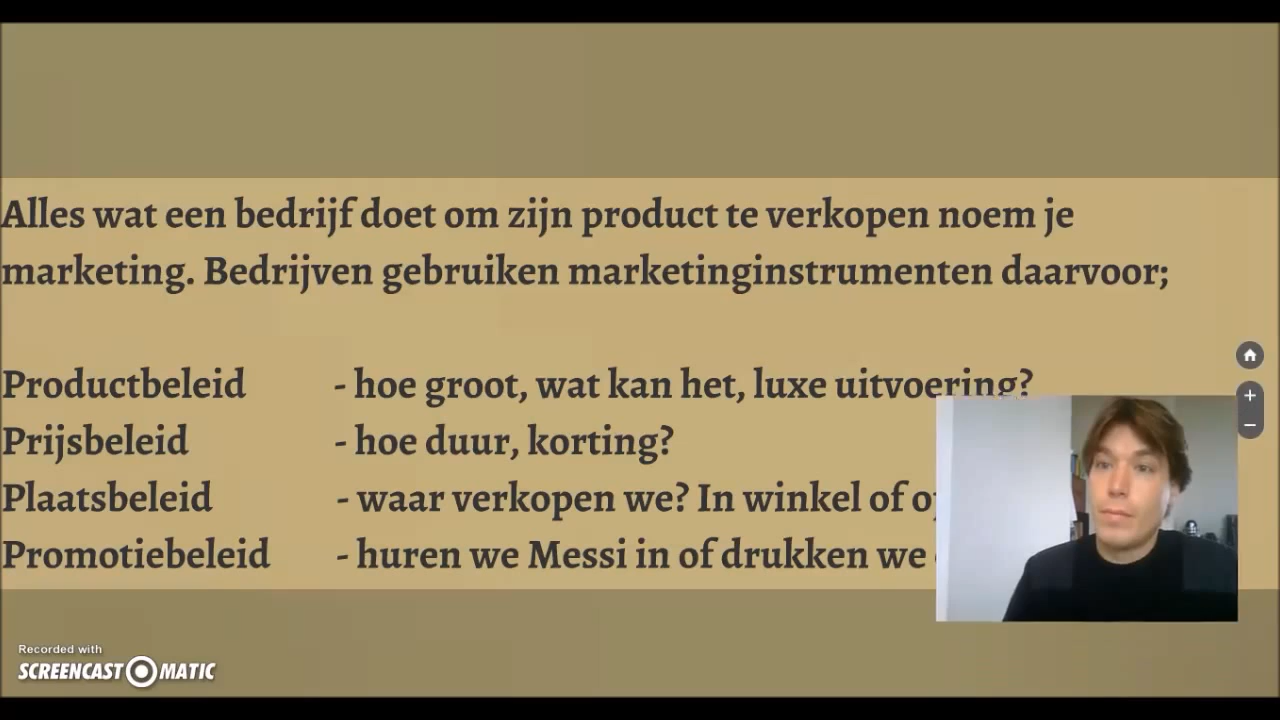 Alles wat een bedrijf doet om zijn product te verkopen noem je
marketing. Bedrijven gebruiken marketinginstrumenten daarvoor;
Productbeleid - hoe groot, wat kan het, luxe uitvoering?
Prijsbeleid - hoe duur, korting?
Plaatsbeleid - waar verkopen we? In winkel of
Promotiebeleid - huren we Messi in of drukken we
Recorded with
SCREENCAST MATIC